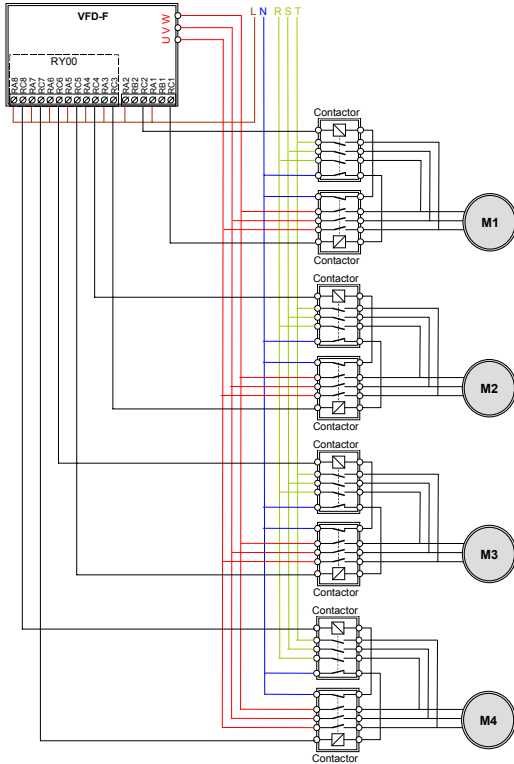 VFD-F
U V W
L N R S T
RY00
RA8
RC8
RA7
RC7
RA6
RC6
RA5
RC5
RA4
RC4
RA3
RC3
RA2
RB2
RC2
RA1
RB1
RC1
Contactor
M1
Contactor
Contactor
M2
Contactor
Contactor
M3
Contactor
Contactor
M4
Contactor